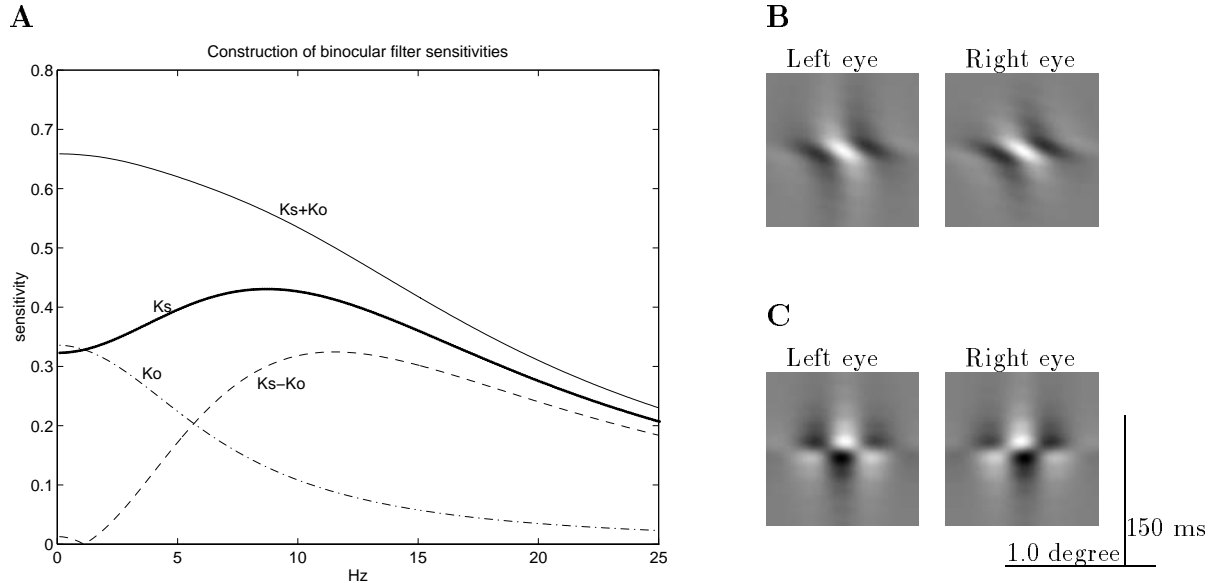 A
Construction of binocular filter sensitivities
0.8
0.7
0.6
0.5
0.4
0.3
0.2
0.1
0
sensitivity
Ks+Ko
Ks
Ko
Ks–Ko
0 5 10 15 20 25
Hz
B
Left eye Right eye
C
Left eye Right eye
150 ms
1.0 degree